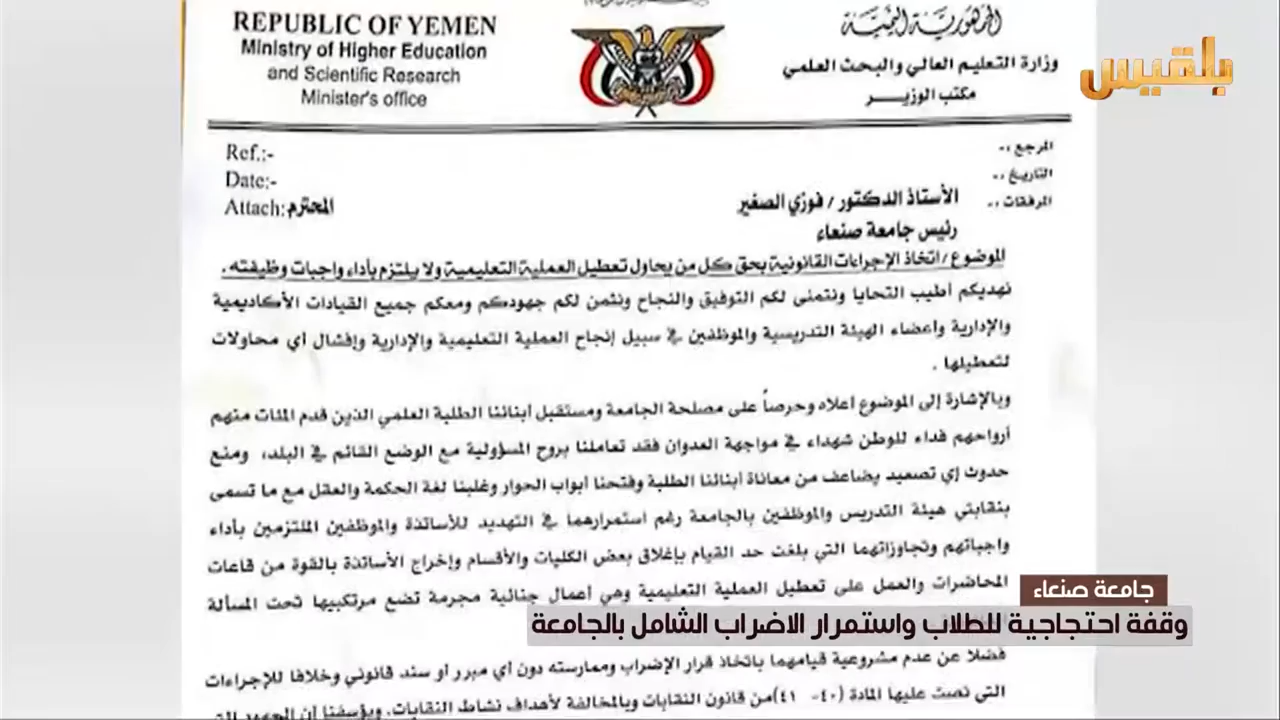 REPUBLIC OF YEMEN
Ministry of Higher Education
and Scientific Research
Minister's office
الجمهورية اليمنية
وزارة التعليم العالي والبحث العلمي
مكتب الوزيـــر
بلقيس
Ref.:-
Date:-
Attach:
المرجع :-
التاريخ :-
المرفقات :-
الأستاذ الدكتور / فوزي الصغير المحترم
رئيس جامعة صنعاء
الموضوع / اتخاذ الإجراءات القانونية بحق كل من يحاول تعطيل العملية التعليمية ولا يلتزم بأداء واجبات وظيفته .
نهديكم أطيب التحايا ونتمنى لكم التوفيق والنجاح ونثمن لكم جهودكم ومعكم جميع القيادات الأكاديمية
والإدارية وأعضاء الهيئة التدريسية والموظفين في سبيل إنجاح العملية التعليمية والإدارية وإفشال أي محاولات
لتعطيلها .
وبالإشارة إلى الموضوع اعلاه وحرصاً على مصلحة الجامعة ومستقبل أبنائنا الطلبة العلمي الذين قدم المئات منهم
أرواحهم فداء للوطن شهداء في مواجهة العدوان فقد تعاملنا بروح المسؤولية مع الوضع القائم في البلد، ومنع
حدوث إي تصعيد يضاعف من معاناة أبنائنا الطلبة وفتحنا أبواب الحوار وغلبنا لغة الحكمة والعقل مع ما تسمى
بنقابتي هيئة التدريس والموظفين بالجامعة رغم استمرارهما في التهديد للأساتذة والموظفين الملتزمين بأداء
واجباتهم وتجاوزاتهما التي بلغت حد القيام بإغلاق بعض الكليات والأقسام وإخراج الأساتذة بالقوة من قاعات
المحاضرات والعمل على تعطيل العملية التعليمية وهي أعمال جنائية مجرمة تضع مرتكبيها تحت المسألة
جامعة صنعاء
وقفة احتجاجية للطلاب واستمرار الاضراب الشامل بالجامعة
فضلا عن عدم مشروعية قيامهما باتخاذ قرار الإضراب وممارسته دون أي مبرر أو سند قانوني وخلافا للإجراءات
التي نصت عليها المادة (٤٠- ٤١) من قانون النقابات وبالمخالفة لأهداف نشاط النقابات. ويؤسفنا أن